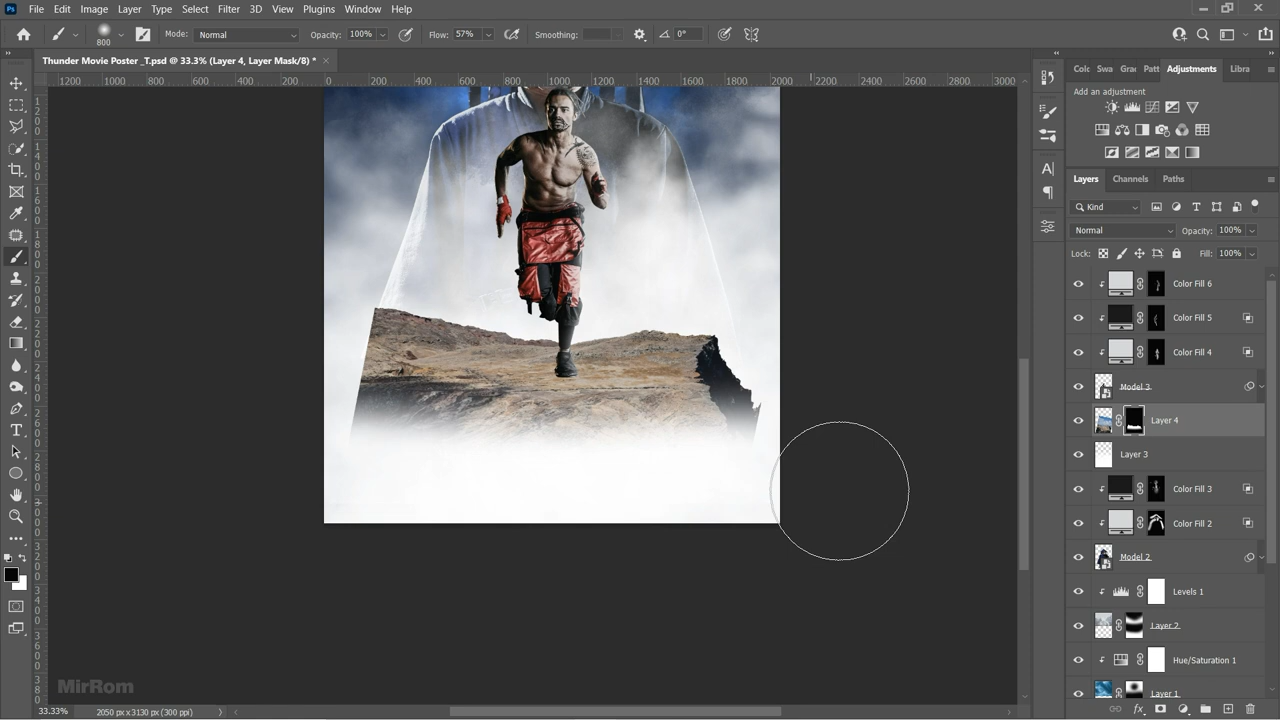 Ps File Edit Image Layer Type Select Filter 3D View Plugins Window Help
800 Mode: Normal Opacity: 100% Flow: 57% Smoothing: 0°
Thunder Movie Poster _T.psd @ 33.3% (Layer 4, Layer Mask/8) * ×
1200 1000 800 600 400 200 0 200 400 600 800 1000 1200 1400 1600 1800 2000 2200 2400 2600 2800 3000
Swa Adjustments Libra
Add an adjustment
Layers Channels Paths
Kind
Normal Opacity: 100%
Lock: Fill: 100%
Color Fill 6
Color Fill 5
Color Fill 4
Model 3
Layer 4
Layer 3
Color Fill 3
Color Fill 2
Model 2
Levels 1
Layer 2
Hue/Saturation 1
Layer 1
MirRom
33.33% 2050 px x 3130 px (300 ppi)